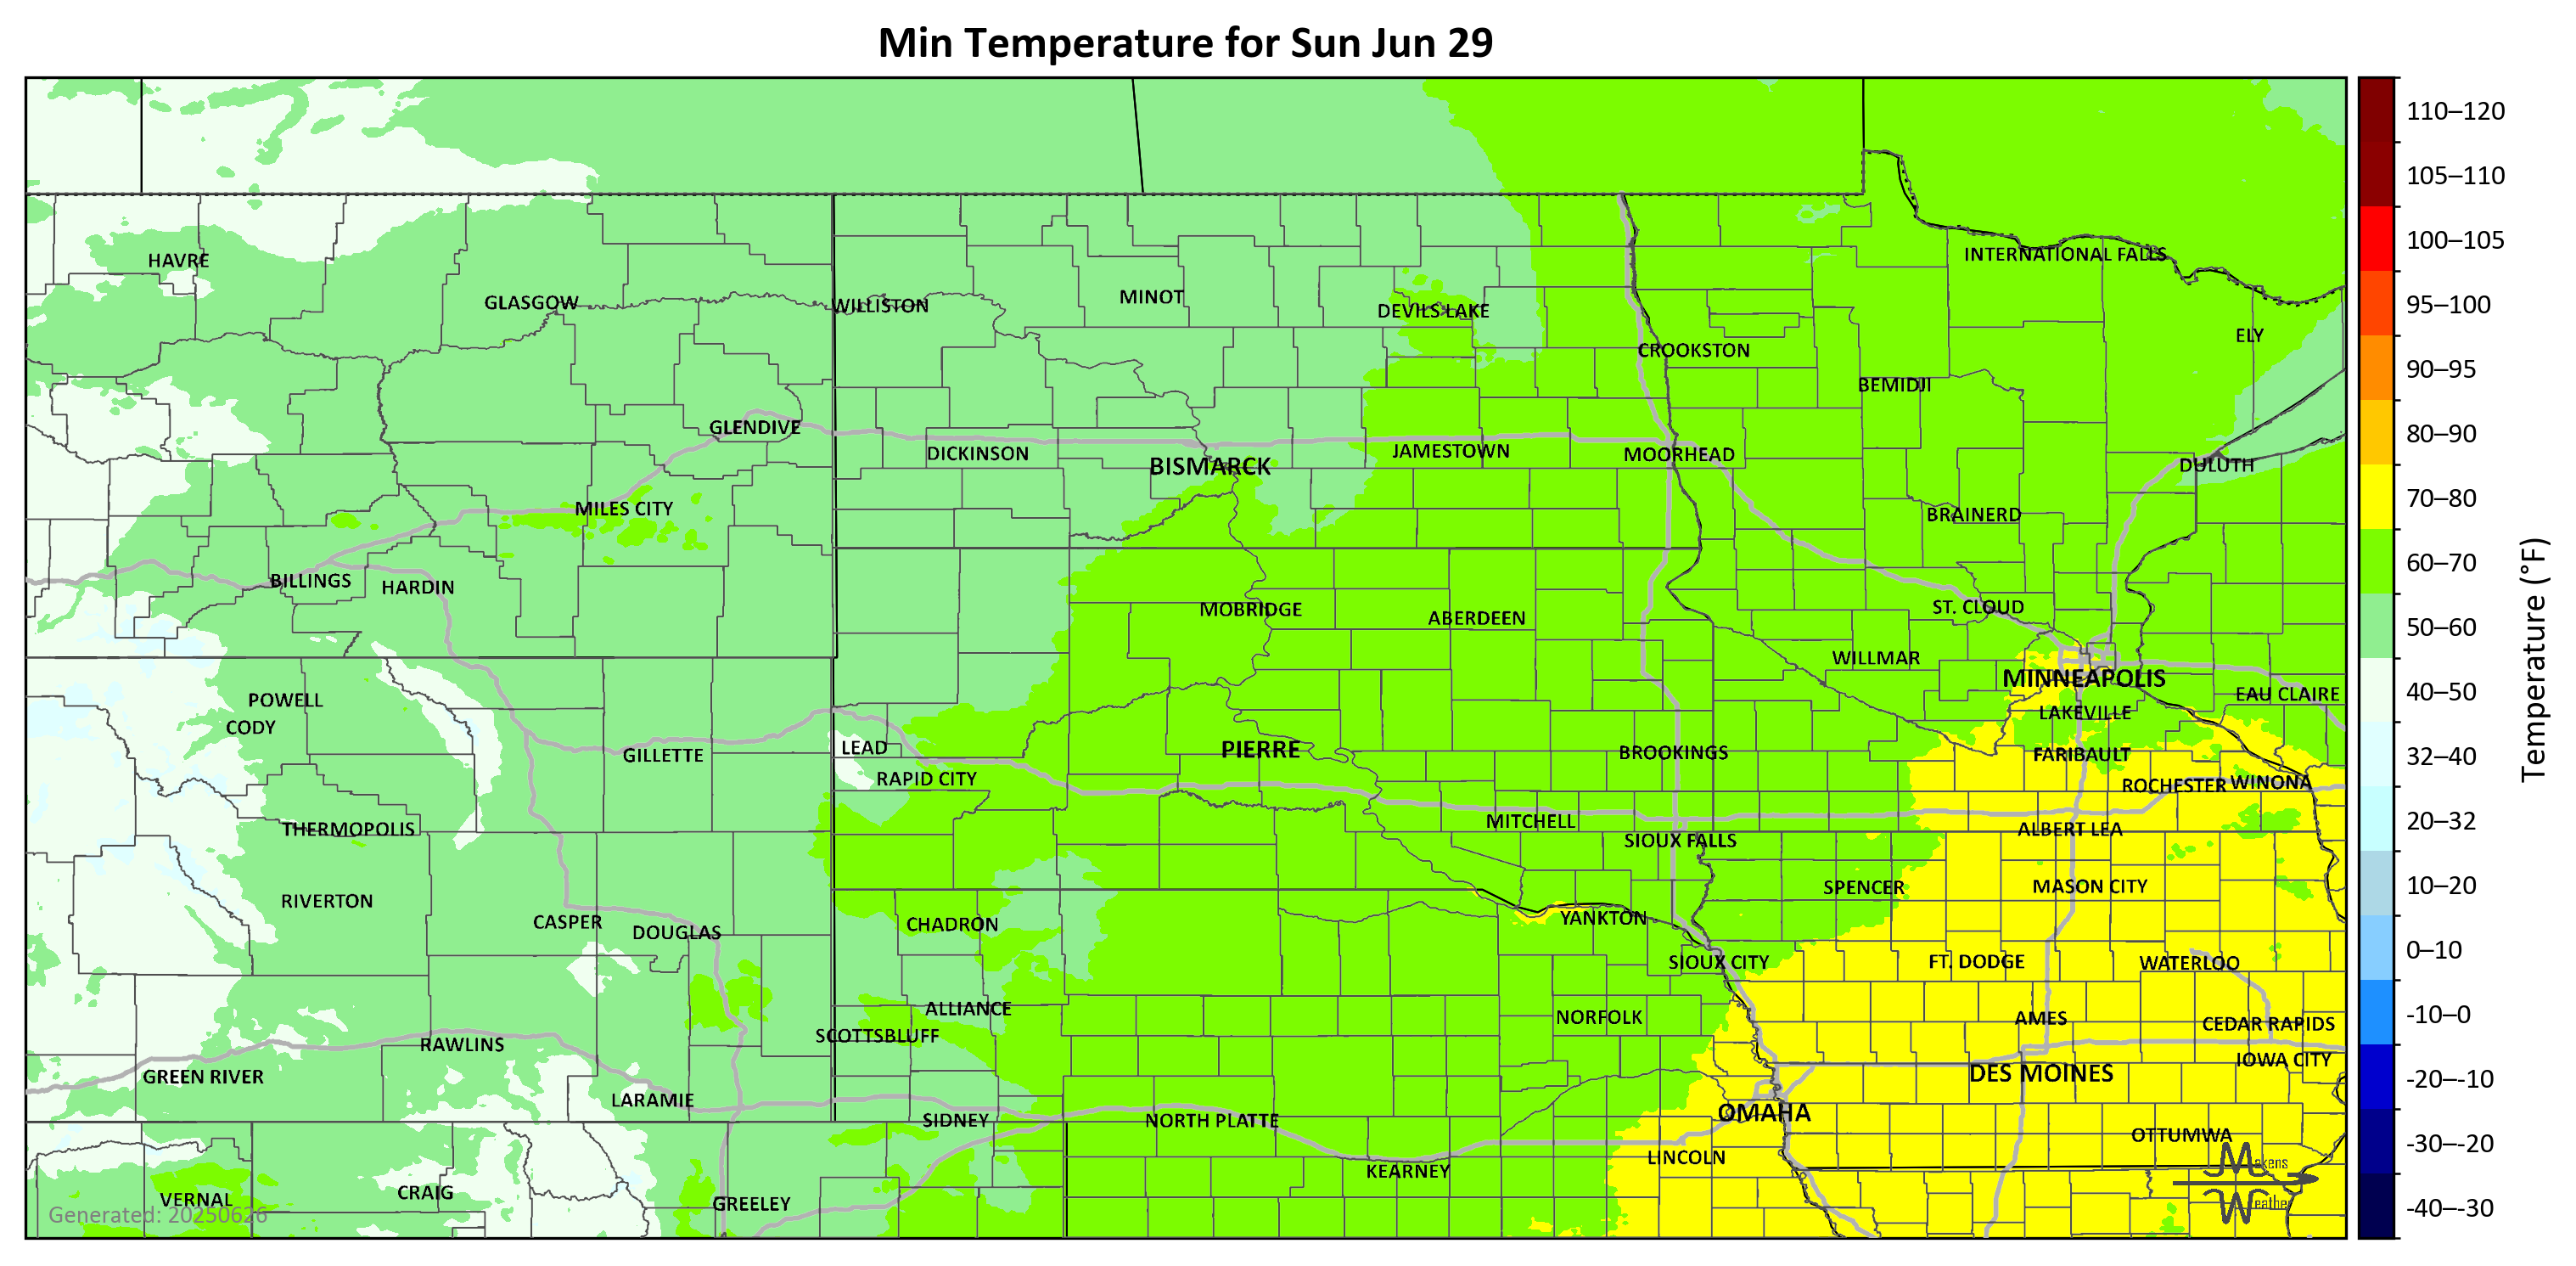 Min Temperature for Sun Jun 29
110–120
105–110
100–105
95–100
90–95
80–90
70–80
60–70
50–60
40–50
32–40
20–32
10–20
0–10
-10–0
-20–-10
-30–-20
-40–-30
Temperature (°F)
HAVRE
INTERNATIONAL FALLS
GLASGOW
WILLISTON
MINOT
DEVILS LAKE
ELY
CROOKSTON
BEMIDJI
GLENDIVE
DICKINSON
BISMARCK
JAMESTOWN
MOORHEAD
DULUTH
MILES CITY
BRAINERD
BILLINGS
HARDIN
MOBRIDGE
ABERDEEN
ST. CLOUD
WILLMAR
MINNEAPOLIS
EAU CLAIRE
POWELL
CODY
LAKEVILLE
GILLETTE
LEAD
PIERRE
BROOKINGS
FARIBAULT
RAPID CITY
ROCHESTER
WINONA
THERMOPOLIS
MITCHELL
SIOUX FALLS
ALBERT LEA
RIVERTON
SPENCER
MASON CITY
CASPER
DOUGLAS
CHADRON
YANKTON
SIOUX CITY
FT. DODGE
WATERLOO
ALLIANCE
NORFOLK
AMES
CEDAR RAPIDS
SCOTTSBLUFF
RAWLINS
IOWA CITY
GREEN RIVER
DES MOINES
LARAMIE
SIDNEY
NORTH PLATTE
OMAHA
OTTUMWA
LINCOLN
KEARNEY
VERNAL
CRAIG
GREELEY
Makens
Weather
Generated: 20250626